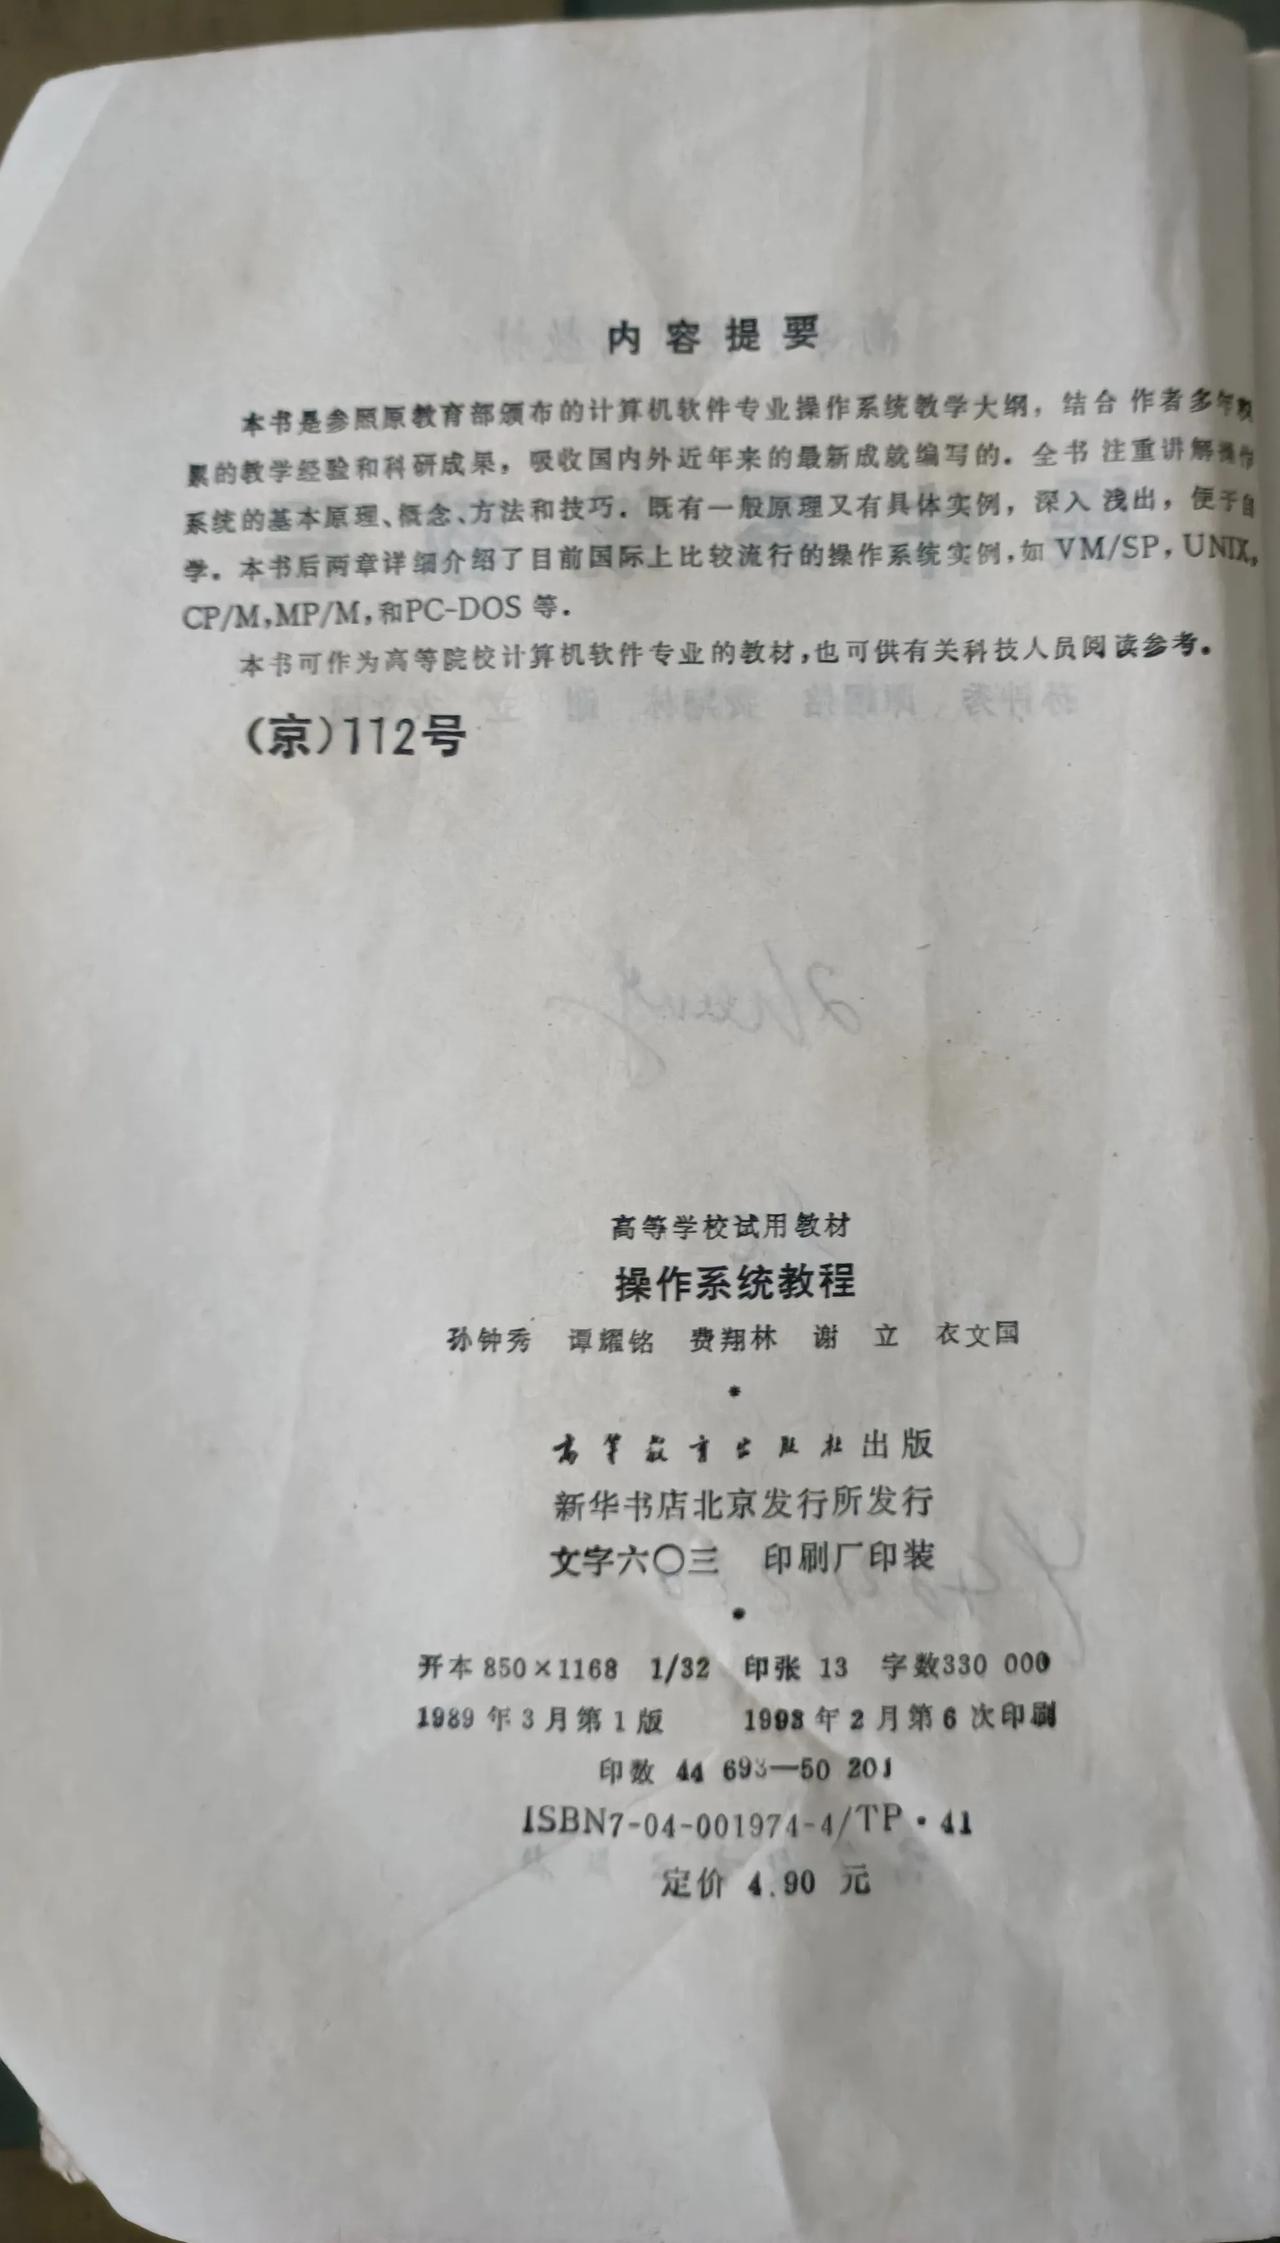 内容提要
本书是参照原教育部颁布的计算机软件专业操作系统教学大纲，结合作者多年积
累的教学经验和科研成果，吸收国内外近年来的最新成就编写的．全书注重讲解操作
系统的基本原理、概念、方法和技巧．既有一般原理又有具体实例，深入浅出，便于自
学。本书后两章详细介绍了目前国际上比较流行的操作系统实例，如 VM/SP，UNIX，
CP/M，MP/M，和PC-DOS 等．
本书可作为高等院校计算机软件专业的教材，也可供有关科技人员阅读参考。
（京）112号
高等学校试用教材
操作系统教程
孙钟秀 谭耀铭 费翔林 谢 立 衣文国
高等教育出版社出版
新华书店北京发行所发行
文字六〇三 印刷厂印装
开本 850×1168 1/32 印张 13 字数330 000
1989 年 3 月第 1 版 1998 年 2 月第 6 次印刷
印数 44 693—50 201
ISBN7-04-001974-4/TP·41
定价 4.90 元